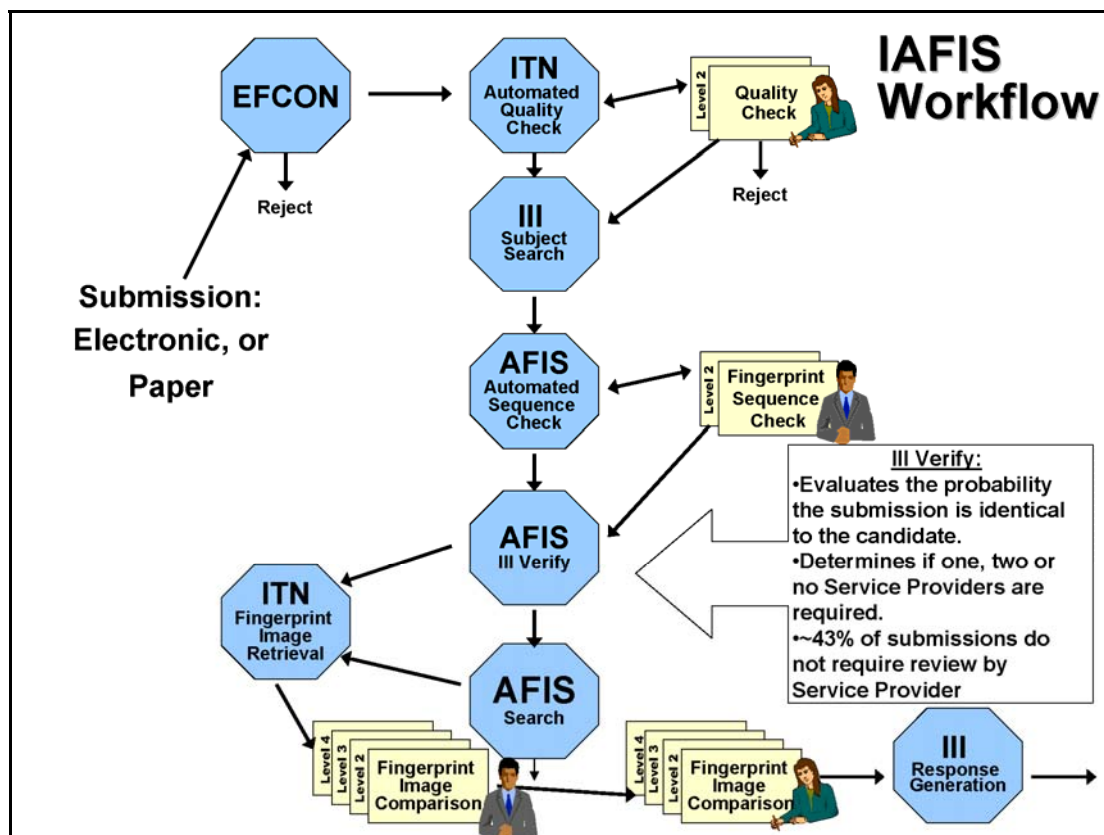 IAFIS
Workflow
EFCON
Reject
ITN
Automated
Quality
Check
Level 2
Quality
Check
Reject
III
Subject
Search
Submission:
Electronic, or
Paper
AFIS
Automated
Sequence
Check
Level 2
Fingerprint
Sequence
Check
III Verify:
•Evaluates the probability
the submission is identical
to the candidate.
•Determines if one, two or
no Service Providers are
required.
•~43% of submissions do
not require review by
Service Provider
AFIS
III Verify
ITN
Fingerprint
Image
Retrieval
AFIS
Search
Level 4
Level 3
Level 2
Fingerprint
Image
Comparison
Level 4
Level 3
Level 2
Fingerprint
Image
Comparison
III
Response
Generation